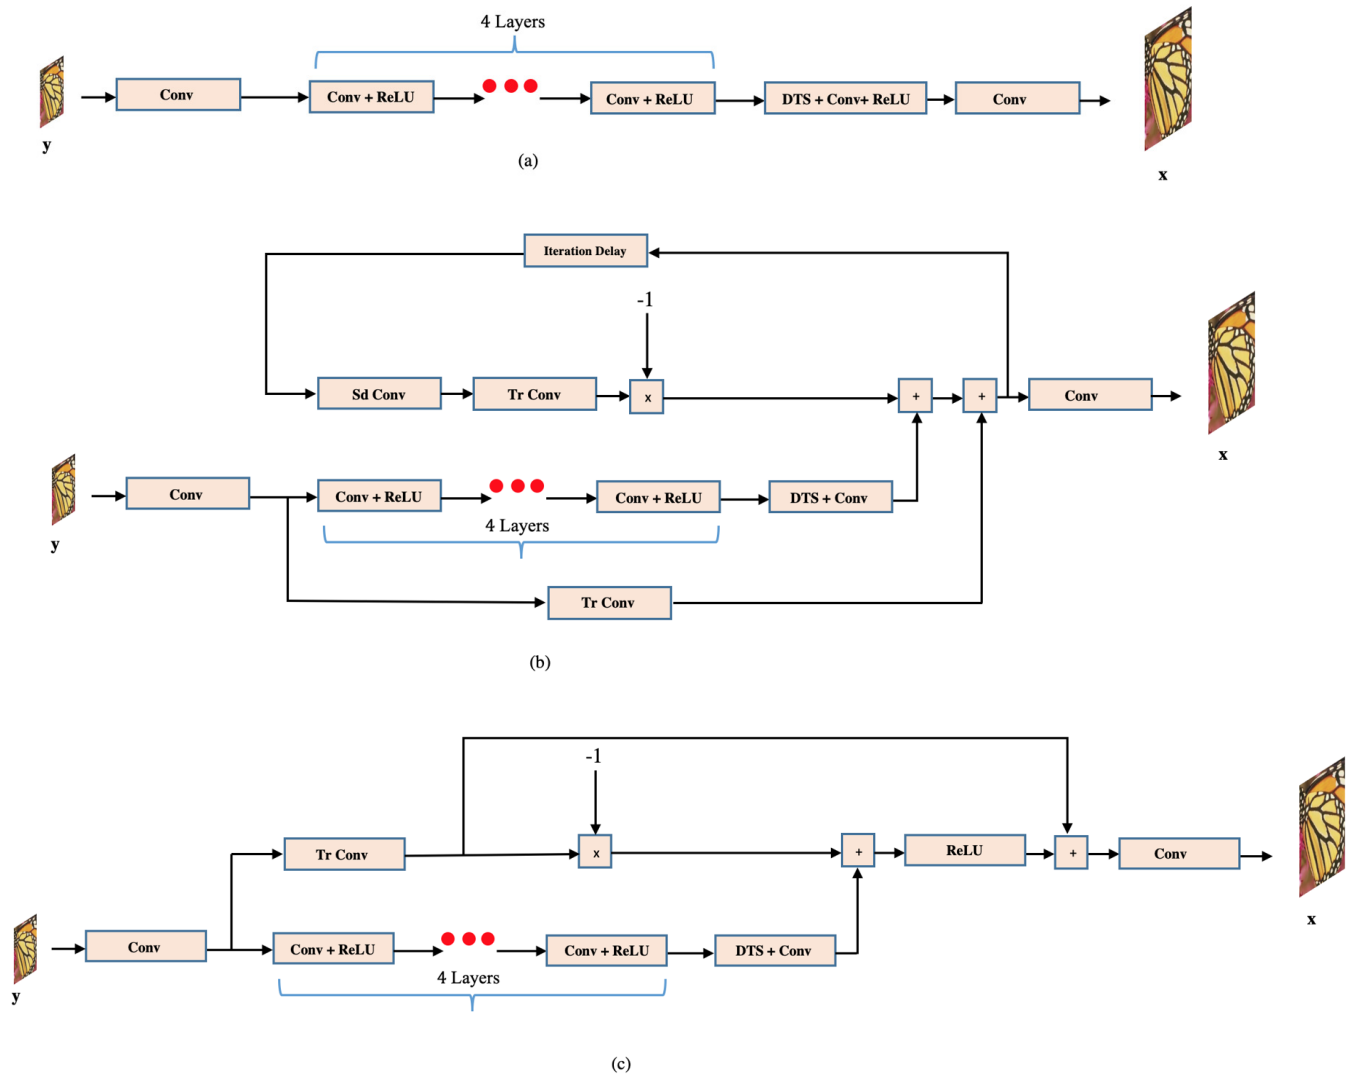 4 Layers
Conv
Conv + ReLU
Conv + ReLU
DTS + Conv+ ReLU
Conv
y
x
(a)
Iteration Delay
-1
Sd Conv
Tr Conv
x
+
+
Conv
x
y
Conv
Conv + ReLU
Conv + ReLU
DTS + Conv
4 Layers
Tr Conv
(b)
-1
Tr Conv
x
+
ReLU
+
Conv
x
y
Conv
Conv + ReLU
Conv + ReLU
DTS + Conv
4 Layers
(c)